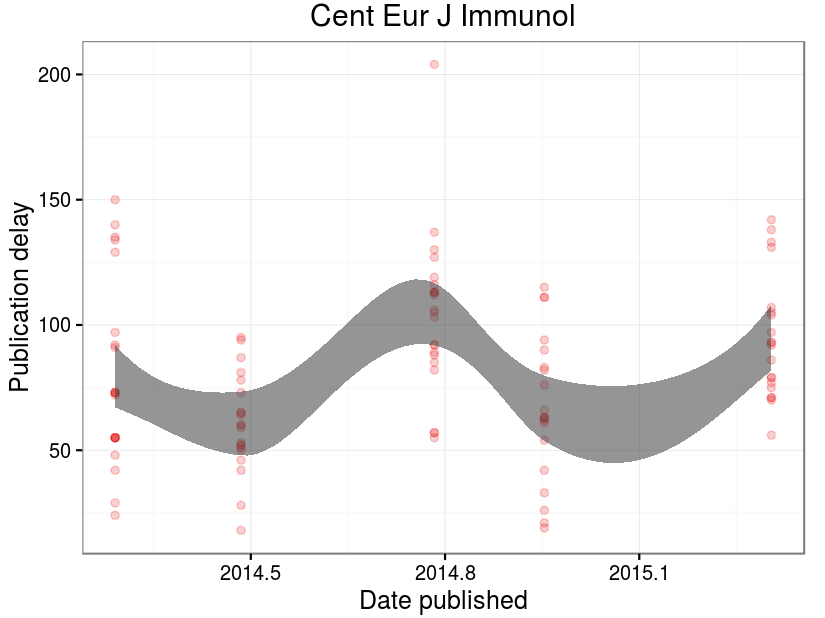 Cent Eur J Immunol
Publication delay
200
150
100
50
2014.5 2014.8 2015.1
Date published